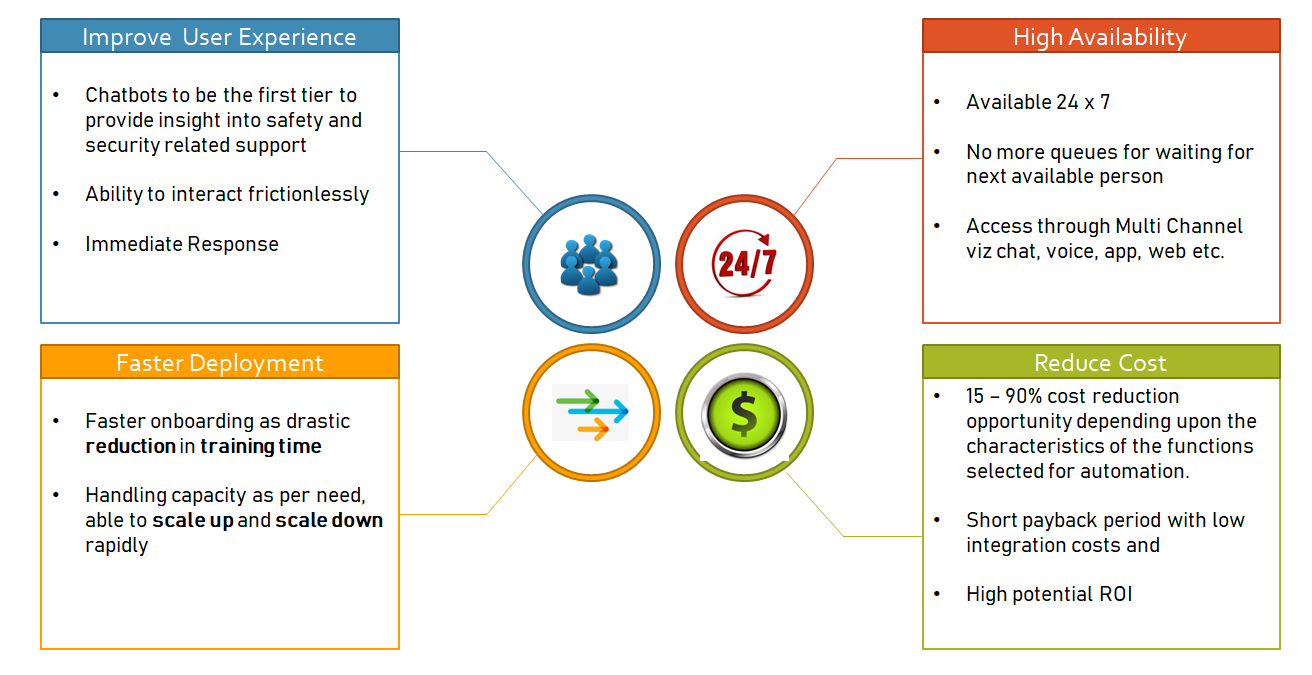 Improve User Experience
• Chatbots to be the first tier to
provide insight into safety and
security related support
• Ability to interact frictionlessly
• Immediate Response
High Availability
• Available 24 x 7
• No more queues for waiting for
next available person
• Access through Multi Channel
viz chat, voice, app, web etc.
24/7
Faster Deployment
• Faster onboarding as drastic
reduction in training time
• Handling capacity as per need,
able to scale up and scale down
rapidly
$
Reduce Cost
• 15 – 90% cost reduction
opportunity depending upon the
characteristics of the functions
selected for automation.
• Short payback period with low
integration costs and
• High potential ROI